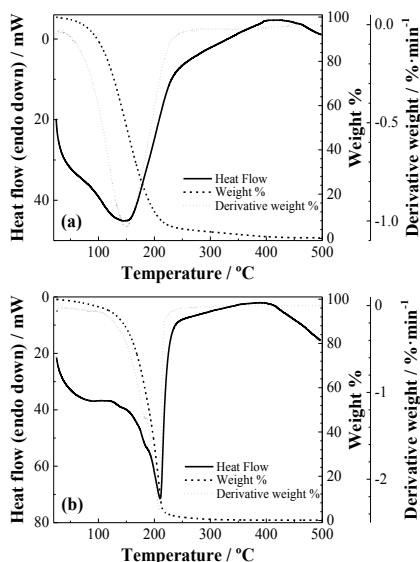 Heat flow (endo down) / mW
0
20
40
100
80
60
40
20
0
Weight %
0.0
-0.5
-1.0
Derivative weight / %·min-1
Heat Flow
Weight %
Derivative weight %
(a)
100 200 300 400 500
Temperature / ºC
Heat flow (endo down) / mW
0
20
40
60
80
100
80
60
40
20
0
Weight %
0
-1
-2
Derivative weight / %·min-1
Heat Flow
Weight %
Derivative weight %
(b)
100 200 300 400 500
Temperature / ºC